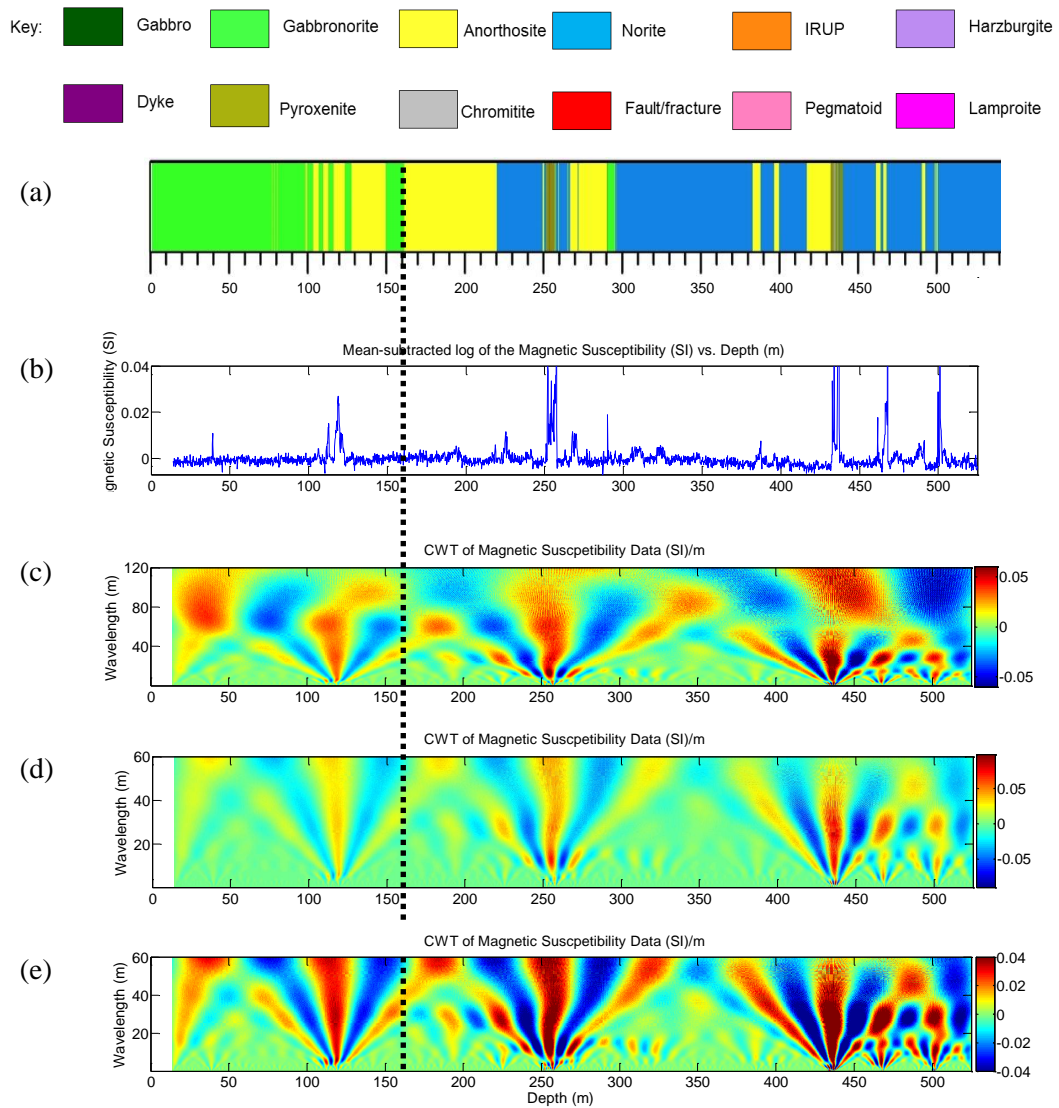 Key: Gabbro Gabbronorite Anorthosite Norite IRUP Harzburgite
Dyke Pyroxenite Chromitite Fault/fracture Pegmatoid Lamproite
(a)
0 50 100 150 200 250 300 350 400 450 500
(b)
Mean-subtracted log of the Magnetic Susceptibility (SI) vs. Depth (m)
gnetic Susceptibility (SI)
0.04
0.02
0
0 50 100 150 200 250 300 350 400 450 500
(c)
CWT of Magnetic Suscpetibility Data (SI)/m
Wavelength (m)
120
80
40
0 50 100 150 200 250 300 350 400 450 500
0.05
0
-0.05
(d)
CWT of Magnetic Suscpetibility Data (SI)/m
Wavelength (m)
60
40
20
0 50 100 150 200 250 300 350 400 450 500
0.05
0
-0.05
(e)
CWT of Magnetic Suscpetibility Data (SI)/m
Wavelength (m)
60
40
20
0 50 100 150 200 250 300 350 400 450 500
Depth (m)
0.04
0.02
0
-0.02
-0.04